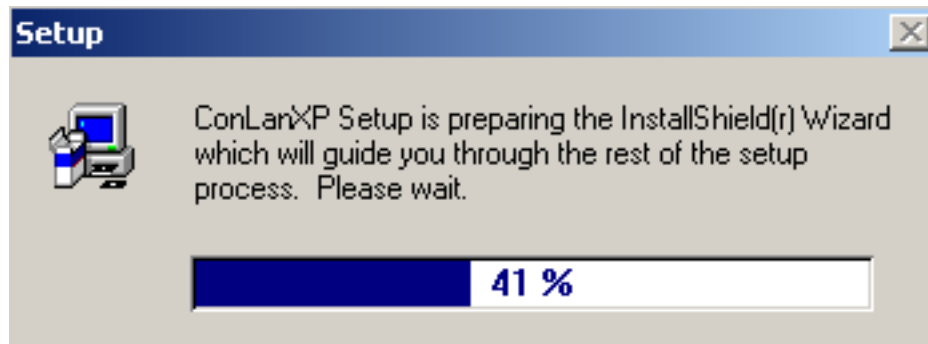 Setup
ConLanXP Setup is preparing the InstallShield(r) Wizard
which will guide you through the rest of the setup
process.  Please wait.
41 %